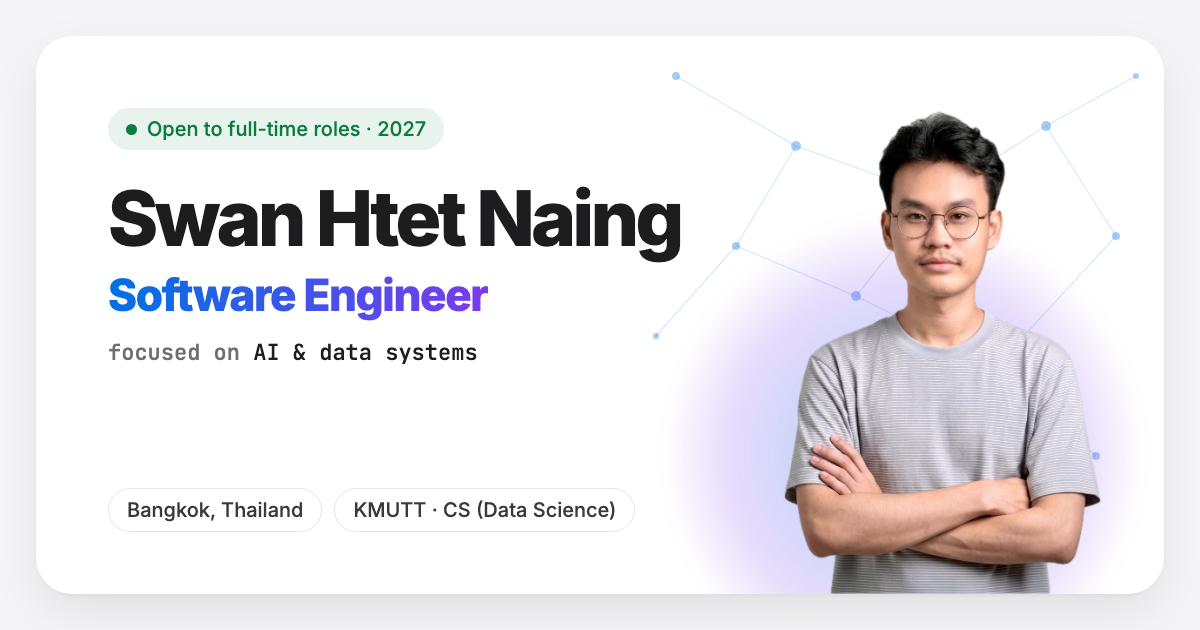 Open to full-time roles · 2027
Swan Htet Naing
Software Engineer
focused on AI & data systems
Bangkok, Thailand
KMUTT · CS (Data Science)